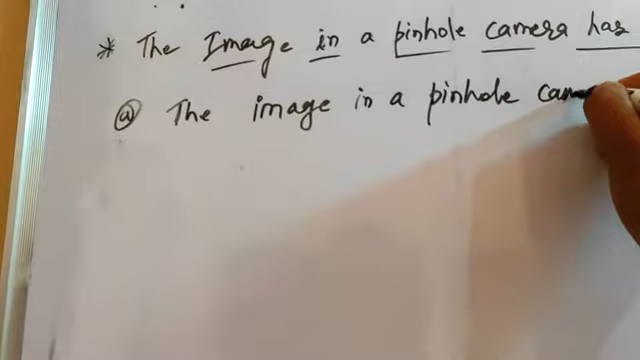 * The Image in a pinhole camera has
ⓐ The image in a pinhole